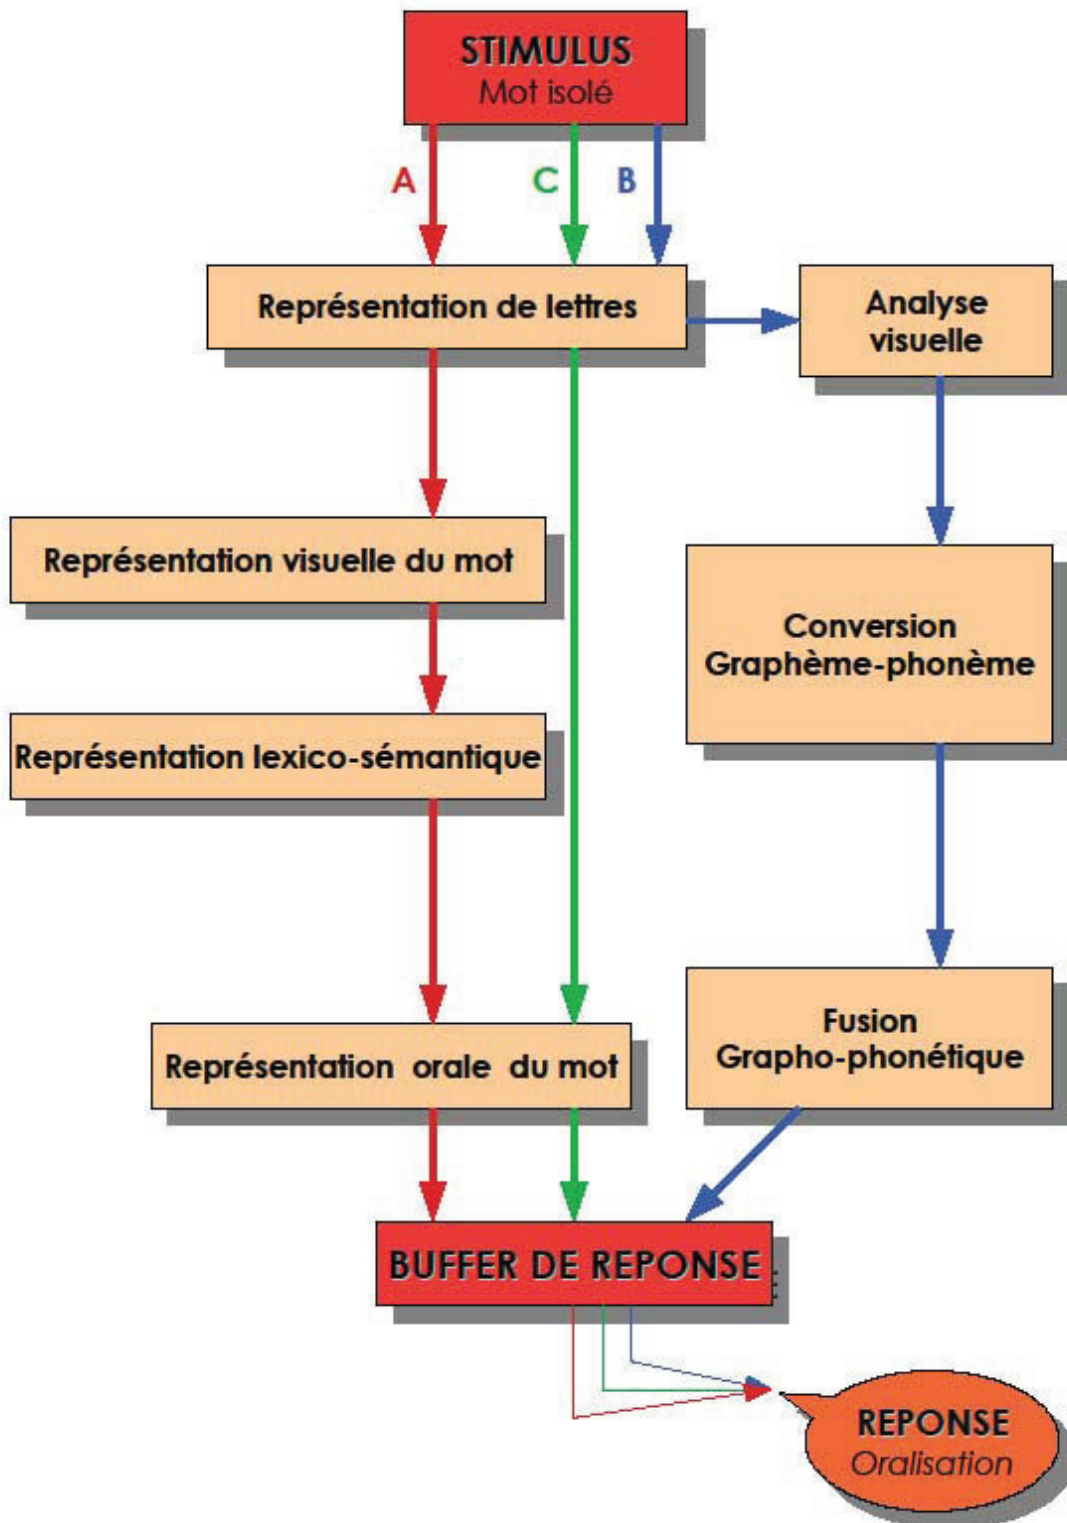 STIMULUS
Mot isolé
A
C
B
Représentation de lettres
Analyse
visuelle
Représentation visuelle du mot
Conversion
Graphème-phonème
Représentation lexico-sémantique
Fusion
Grapho-phonétique
Représentation orale du mot
BUFFER DE REPONSE
REPONSE
Oralisation